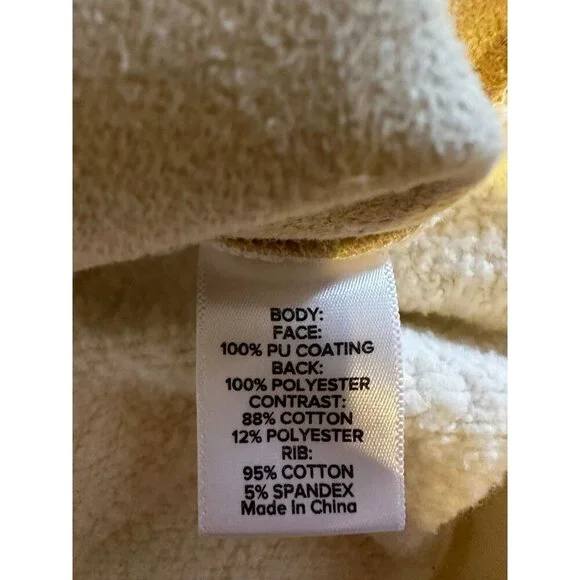 BODY:
FACE:
100% PU COATING
BACK:
100% POLYESTER
CONTRAST:
88% COTTON
12% POLYESTER
RIB:
95% COTTON
5% SPANDEX
Made In China